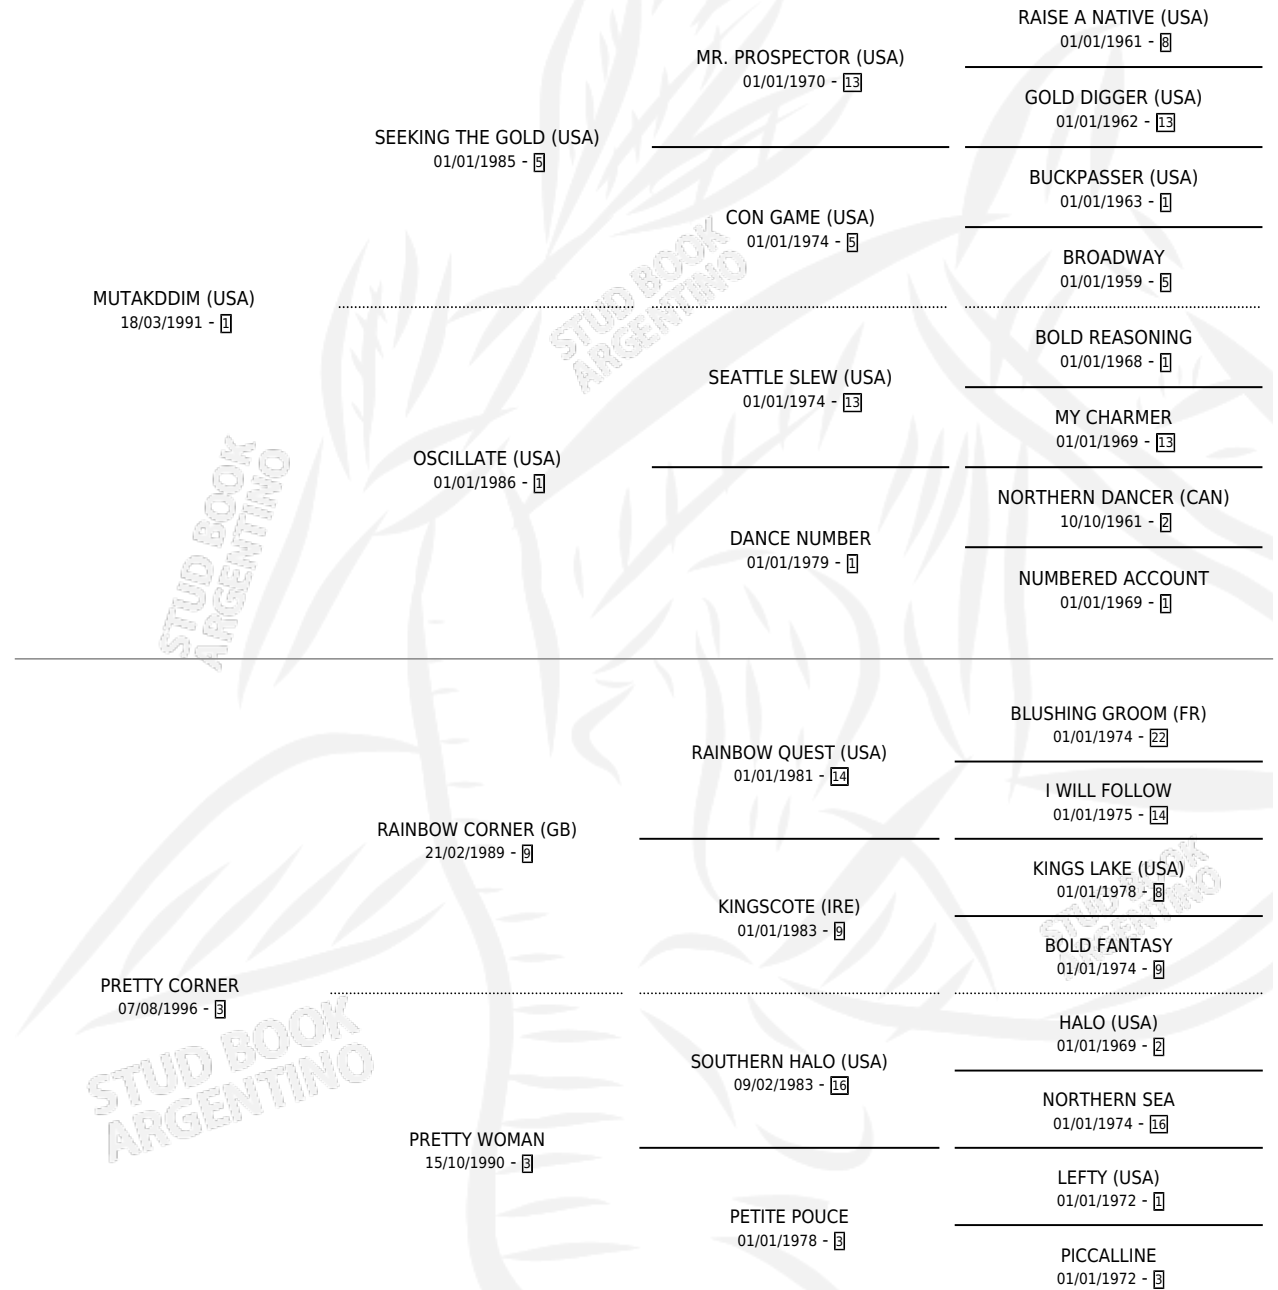 RAISE A NATIVE (USA)
01/01/1961 - 8
MR. PROSPECTOR (USA)
01/01/1970 - 13
GOLD DIGGER (USA)
01/01/1962 - 13
SEEKING THE GOLD (USA)
01/01/1985 - 5
BUCKPASSER (USA)
01/01/1963 - 1
CON GAME (USA)
01/01/1974 - 5
BROADWAY
01/01/1959 - 5
MUTAKDDIM (USA)
18/03/1991 - 1
BOLD REASONING
01/01/1968 - 1
SEATTLE SLEW (USA)
01/01/1974 - 13
MY CHARMER
01/01/1969 - 13
OSCILLATE (USA)
01/01/1986 - 1
NORTHERN DANCER (CAN)
10/10/1961 - 2
DANCE NUMBER
01/01/1979 - 1
NUMBERED ACCOUNT
01/01/1969 - 1
BLUSHING GROOM (FR)
01/01/1974 - 22
RAINBOW QUEST (USA)
01/01/1981 - 14
I WILL FOLLOW
01/01/1975 - 14
RAINBOW CORNER (GB)
21/02/1989 - 9
KINGS LAKE (USA)
01/01/1978 - 8
KINGSCOTE (IRE)
01/01/1983 - 9
BOLD FANTASY
01/01/1974 - 9
PRETTY CORNER
07/08/1996 - 3
HALO (USA)
01/01/1969 - 2
SOUTHERN HALO (USA)
09/02/1983 - 16
NORTHERN SEA
01/01/1974 - 16
PRETTY WOMAN
15/10/1990 - 3
LEFTY (USA)
01/01/1972 - 1
PETITE POUCE
01/01/1978 - 3
PICCALLINE
01/01/1972 - 3
STUD BOOK
ARGENTINO
STUD BOOK
ARGENTINO
STUD BOOK
ARGENTINO
STUD BOOK
ARGENTINO